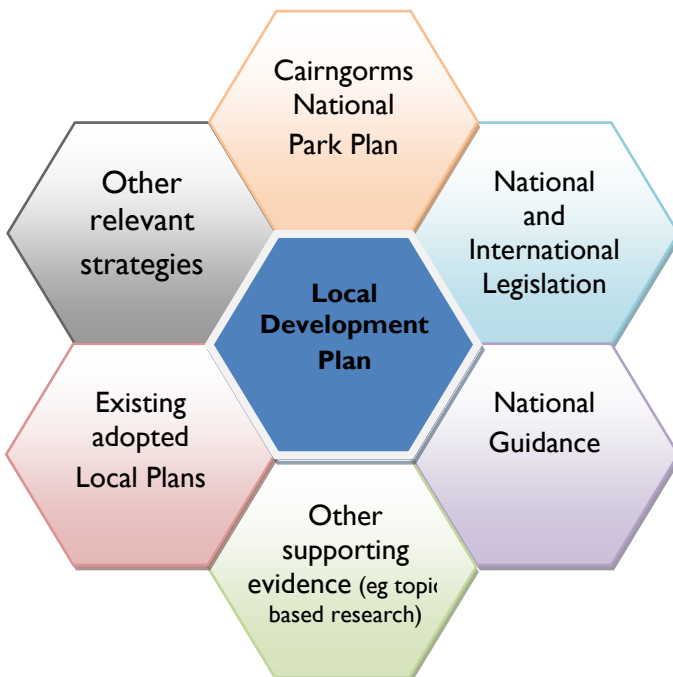 Cairngorms
National
Park Plan
Other
relevant
strategies
National
and
International
Legislation
Local
Development
Plan
Existing
adopted
Local Plans
National
Guidance
Other
supporting
evidence (eg topic
based research)